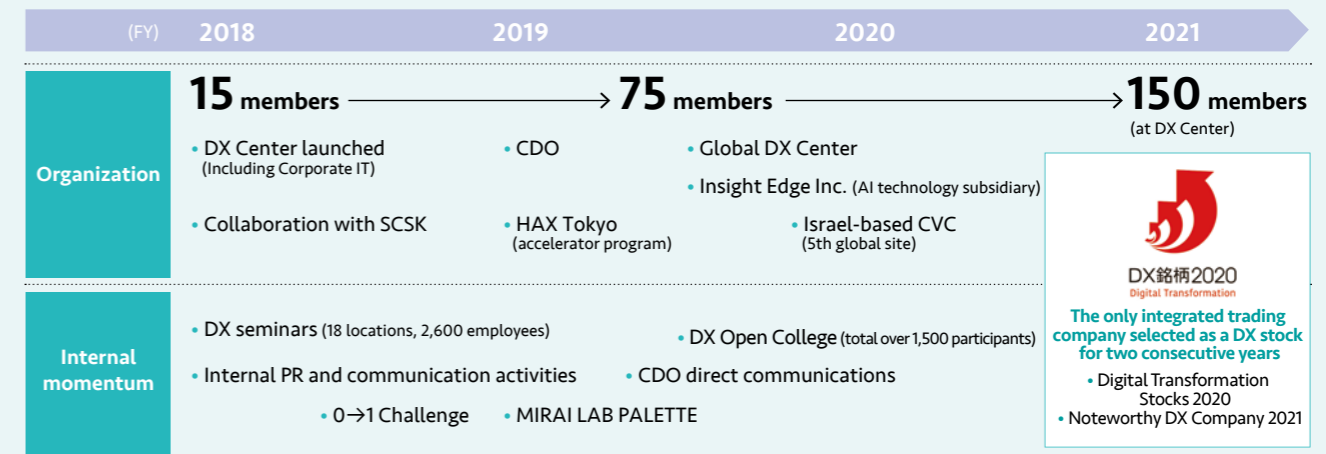 (FY) 2018 2019 2020 2021
Organization
15 members → 75 members → 150 members
(at DX Center)
• DX Center launched
(Including Corporate IT)
• CDO
• Global DX Center
• Insight Edge Inc. (AI technology subsidiary)
• Collaboration with SCSK
• HAX Tokyo
(accelerator program)
• Israel-based CVC
(5th global site)
Internal
momentum
• DX seminars (18 locations, 2,600 employees)
• DX Open College (total over 1,500 participants)
• Internal PR and communication activities
• CDO direct communications
• 0→1 Challenge
• MIRAI LAB PALETTE
DX銘柄2020
Digital Transformation
The only integrated trading
company selected as a DX stock
for two consecutive years
• Digital Transformation
Stocks 2020
• Noteworthy DX Company 2021